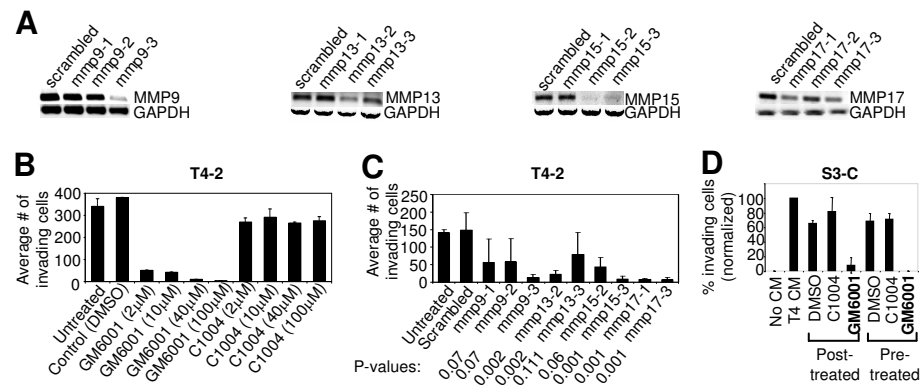 A
scrambled mmp9-1 mmp9-2 mmp9-3
MMP9
GAPDH
scrambled mmp13-1 mmp13-2 mmp13-3
MMP13
GAPDH
scrambled mmp15-1 mmp15-2 mmp15-3
MMP15
GAPDH
scrambled mmp17-1 mmp17-2 mmp17-3
MMP17
GAPDH
B
T4-2
Average # of
invading cells
400
300
200
100
0
Untreated
Control (DMSO)
GM6001 (2µM)
GM6001 (10µM)
GM6001 (40µM)
GM6001 (100µM)
C1004 (2µM)
C1004 (10µM)
C1004 (40µM)
C1004 (100µM)
C
T4-2
Average # of
invading cells
250
200
150
100
50
0
Untreated
Scrambled
mmp9-1
mmp9-2
mmp9-3
mmp13-2
mmp13-3
mmp15-2
mmp15-3
mmp17-1
mmp17-3
P-values:
0.07
0.07
0.002
0.002
0.111
0.06
0.001
0.001
0.001
D
S3-C
% invading cells
(normalized)
100
80
60
40
20
0
No CM
T4 CM
DMSO
C1004
GM6001
DMSO
C1004
GM6001
Post-
treated
Pre-
treated